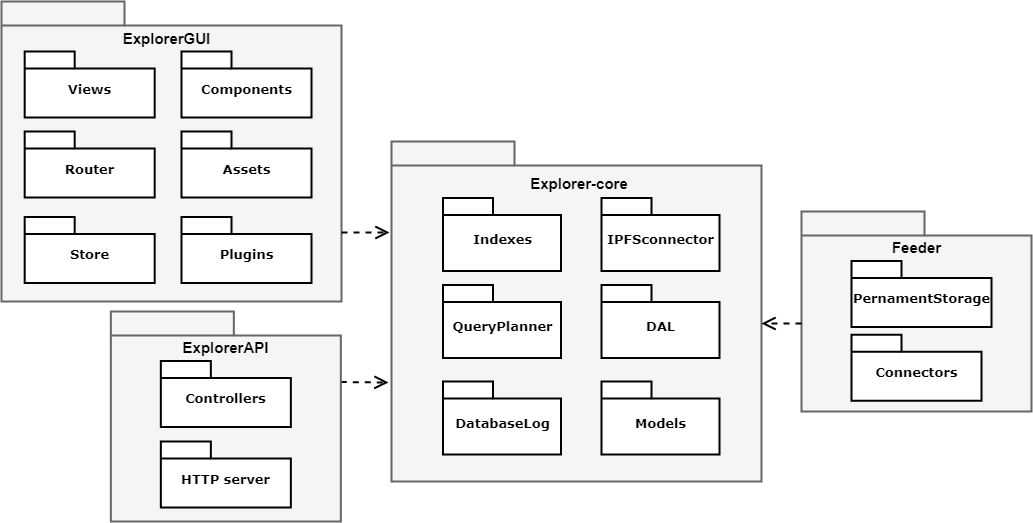 ExplorerGUI
Views
Components
Router
Assets
Store
Plugins
ExplorerAPI
Controllers
HTTP server
Explorer-core
Indexes
IPFSconnector
QueryPlanner
DAL
DatabaseLog
Models
Feeder
PernamentStorage
Connectors